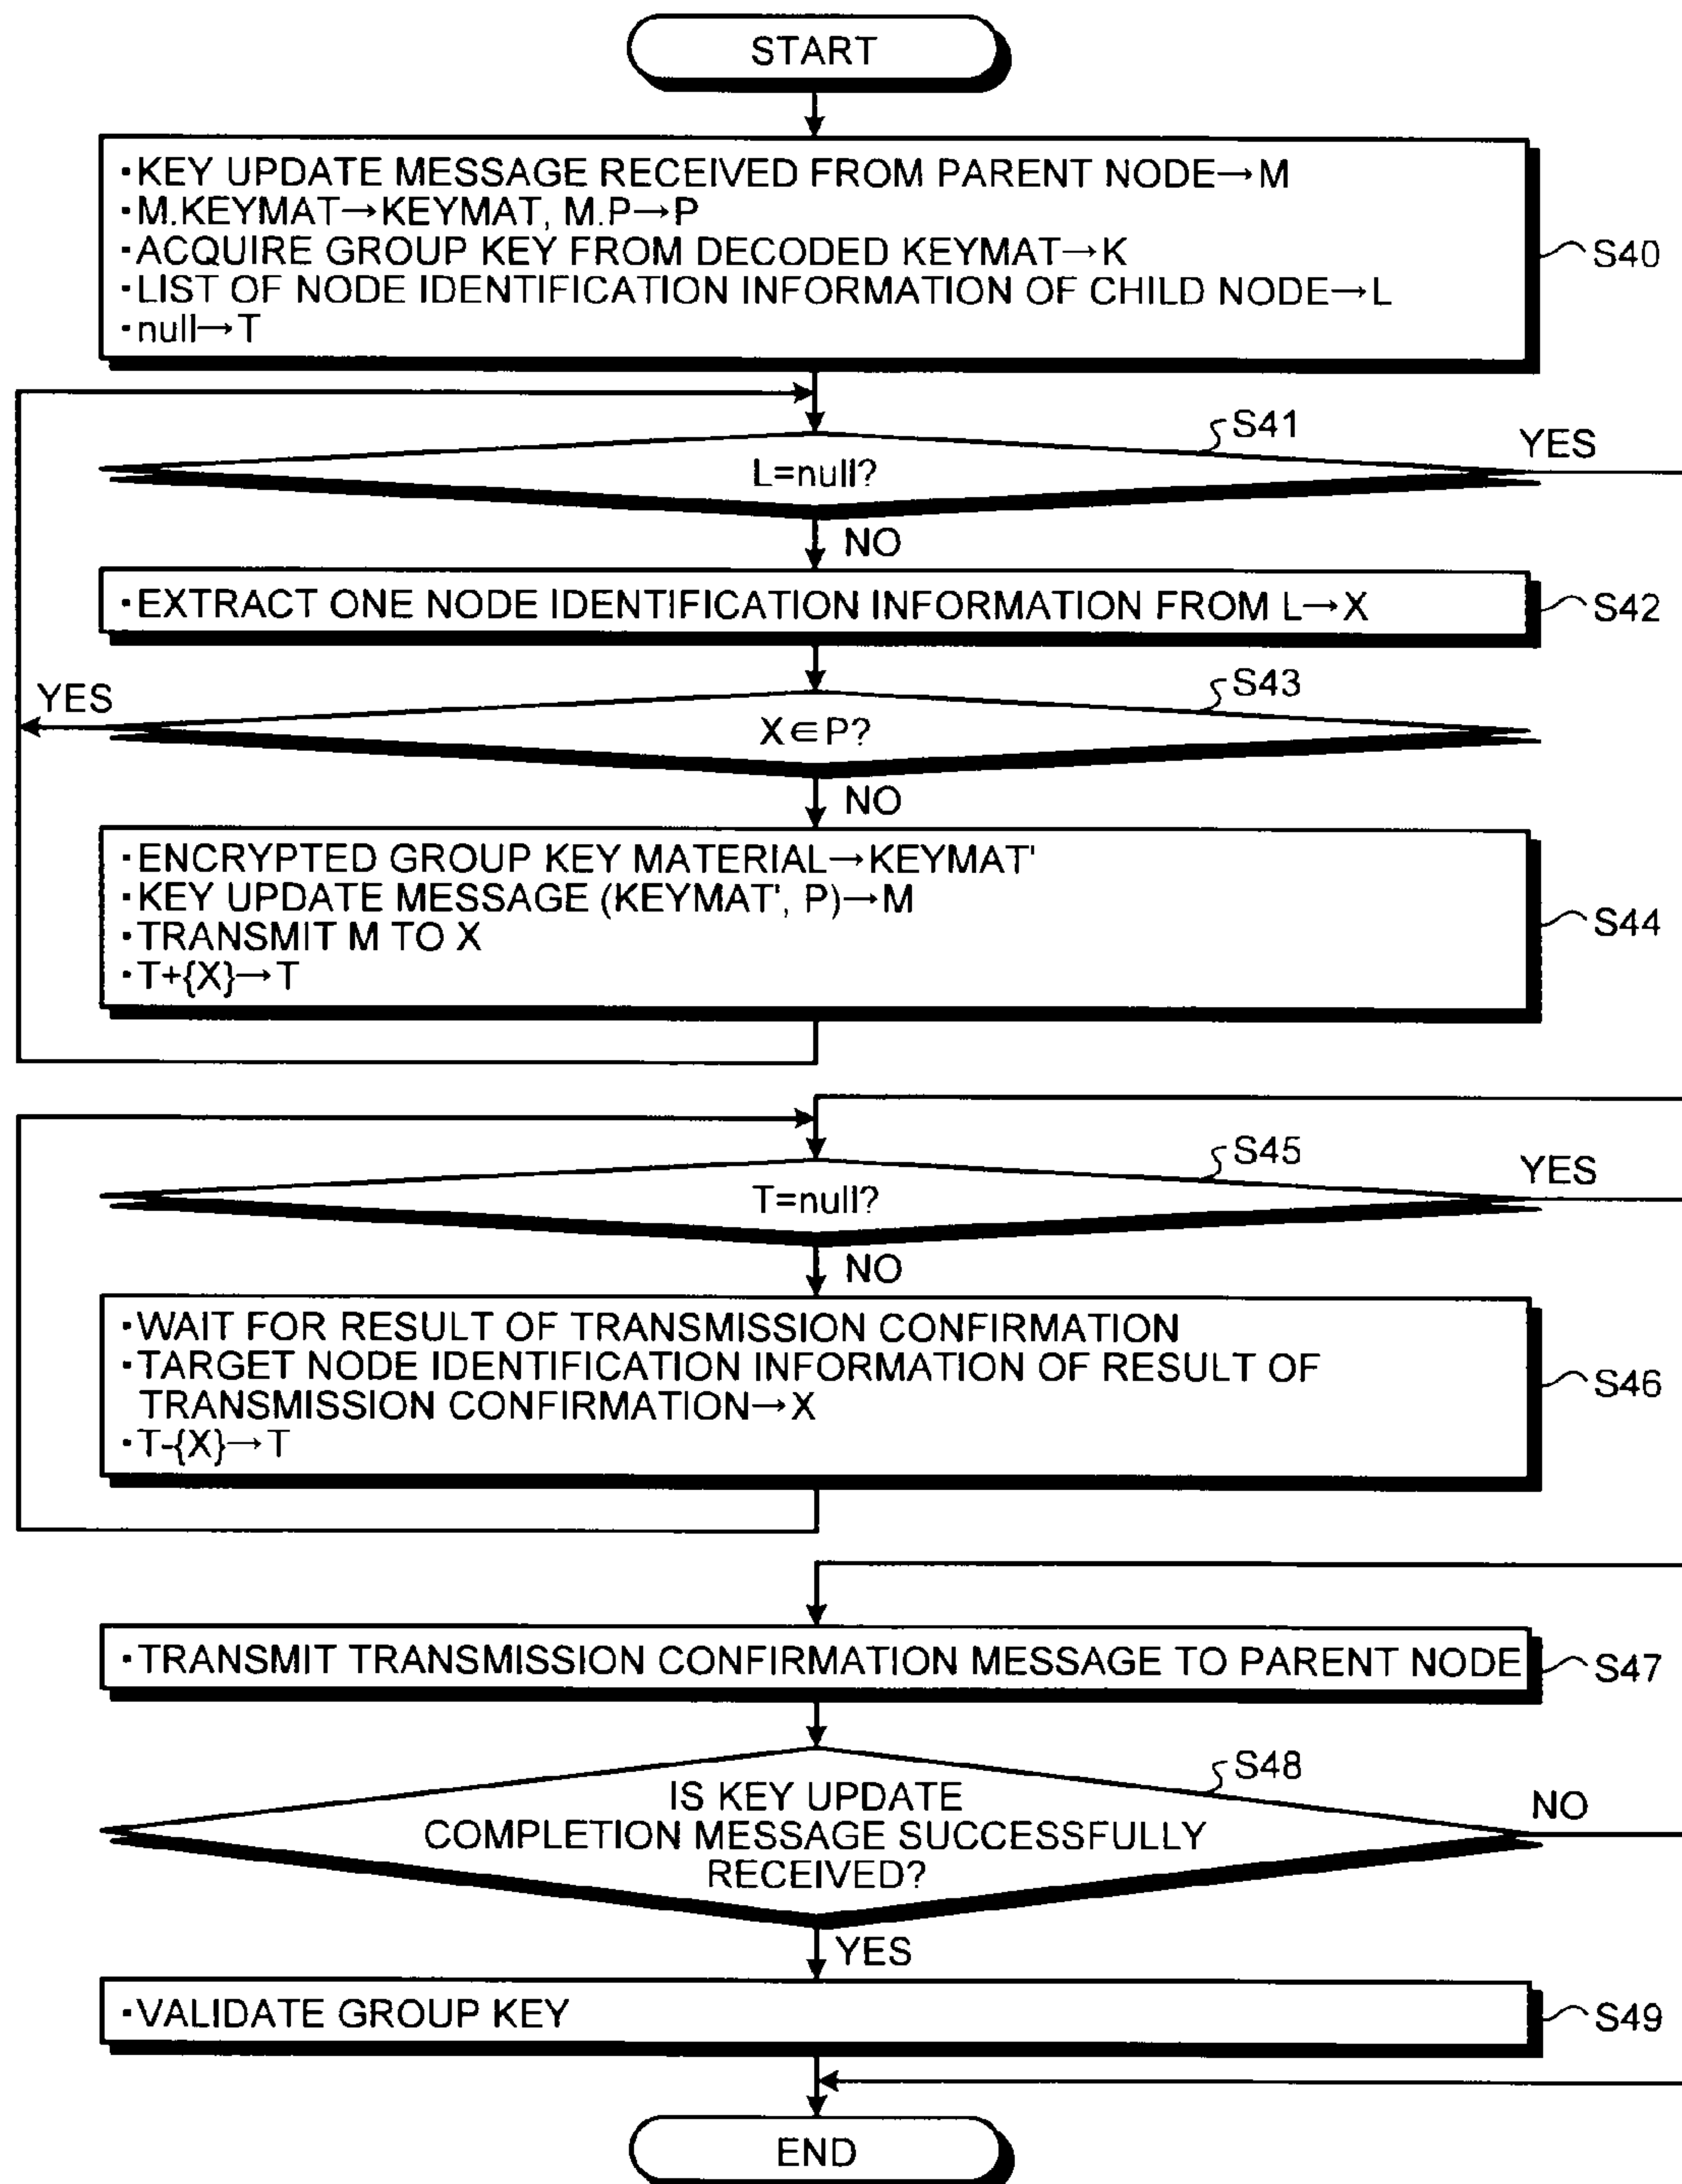 START
·KEY UPDATE MESSAGE RECEIVED FROM PARENT NODE→M
·M.KEYMAT→KEYMAT, M.P→P
·ACQUIRE GROUP KEY FROM DECODED KEYMAT→K
·LIST OF NODE IDENTIFICATION INFORMATION OF CHILD NODE→L
·null→T
S40
S41
YES
L=null?
NO
·EXTRACT ONE NODE IDENTIFICATION INFORMATION FROM L→X
S42
S43
YES
X∈P?
NO
·ENCRYPTED GROUP KEY MATERIAL→KEYMAT'
·KEY UPDATE MESSAGE (KEYMAT', P)→M
·TRANSMIT M TO X
·T+{X}→T
S44
S45
YES
T=null?
NO
·WAIT FOR RESULT OF TRANSMISSION CONFIRMATION
·TARGET NODE IDENTIFICATION INFORMATION OF RESULT OF
TRANSMISSION CONFIRMATION→X
·T-{X}→T
S46
·TRANSMIT TRANSMISSION CONFIRMATION MESSAGE TO PARENT NODE
S47
S48
IS KEY UPDATE
COMPLETION MESSAGE SUCCESSFULLY
RECEIVED?
NO
YES
·VALIDATE GROUP KEY
S49
END